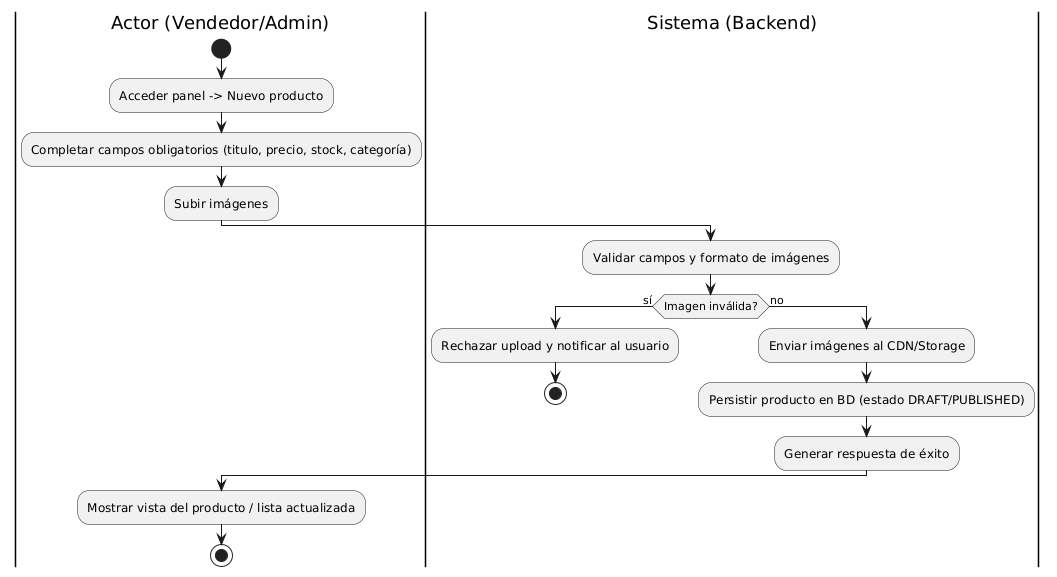 Actor (Vendedor/Admin)
Sistema (Backend)
Acceder panel -> Nuevo producto
Completar campos obligatorios (titulo, precio, stock, categoría)
Subir imágenes
Validar campos y formato de imágenes
sí
Imagen inválida?
no
Rechazar upload y notificar al usuario
Enviar imágenes al CDN/Storage
Persistir producto en BD (estado DRAFT/PUBLISHED)
Generar respuesta de éxito
Mostrar vista del producto / lista actualizada